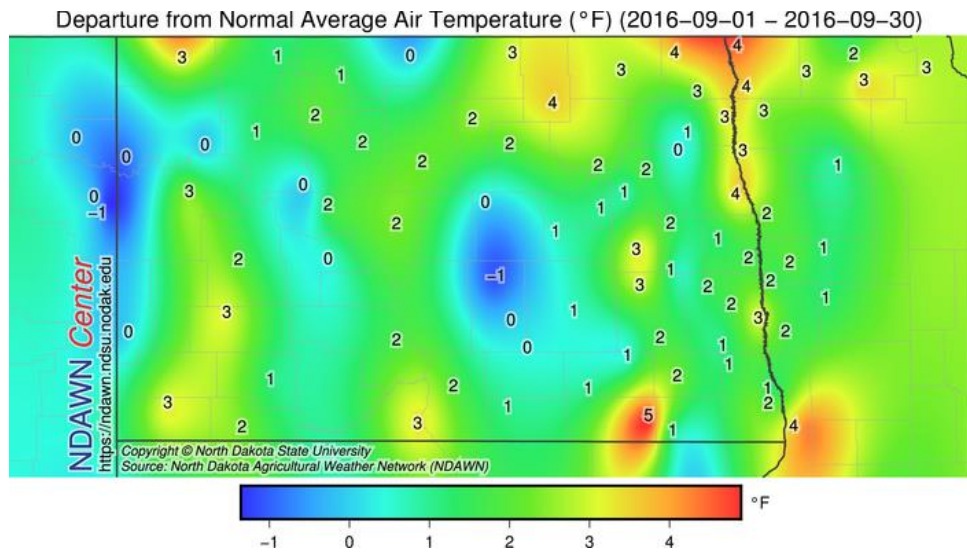 Departure from Normal Average Air Temperature (°F) (2016−09−01 − 2016−09−30)
3 1 0 3 4 4 2
1 3 3 3 3
4 3 4
2 2 3 3
0 0 0 1 2 2 1 3
2 2 2 0 1
3 0 1 4
0 2 0 1 2
−1 2 1 2
2 0 3 1 2 1
−1 1 2
3 2 2 1
3 1 2
0 0 3 2
2 0 1 2 1
1 2 1 2 1
3 1 5 1 2
2 3 1 4
NDAWN Center
https://ndawn.ndsu.nodak.edu
Copyright © North Dakota State University
Source: North Dakota Agricultural Weather Network (NDAWN)
−1 0 1 2 3 4
°F